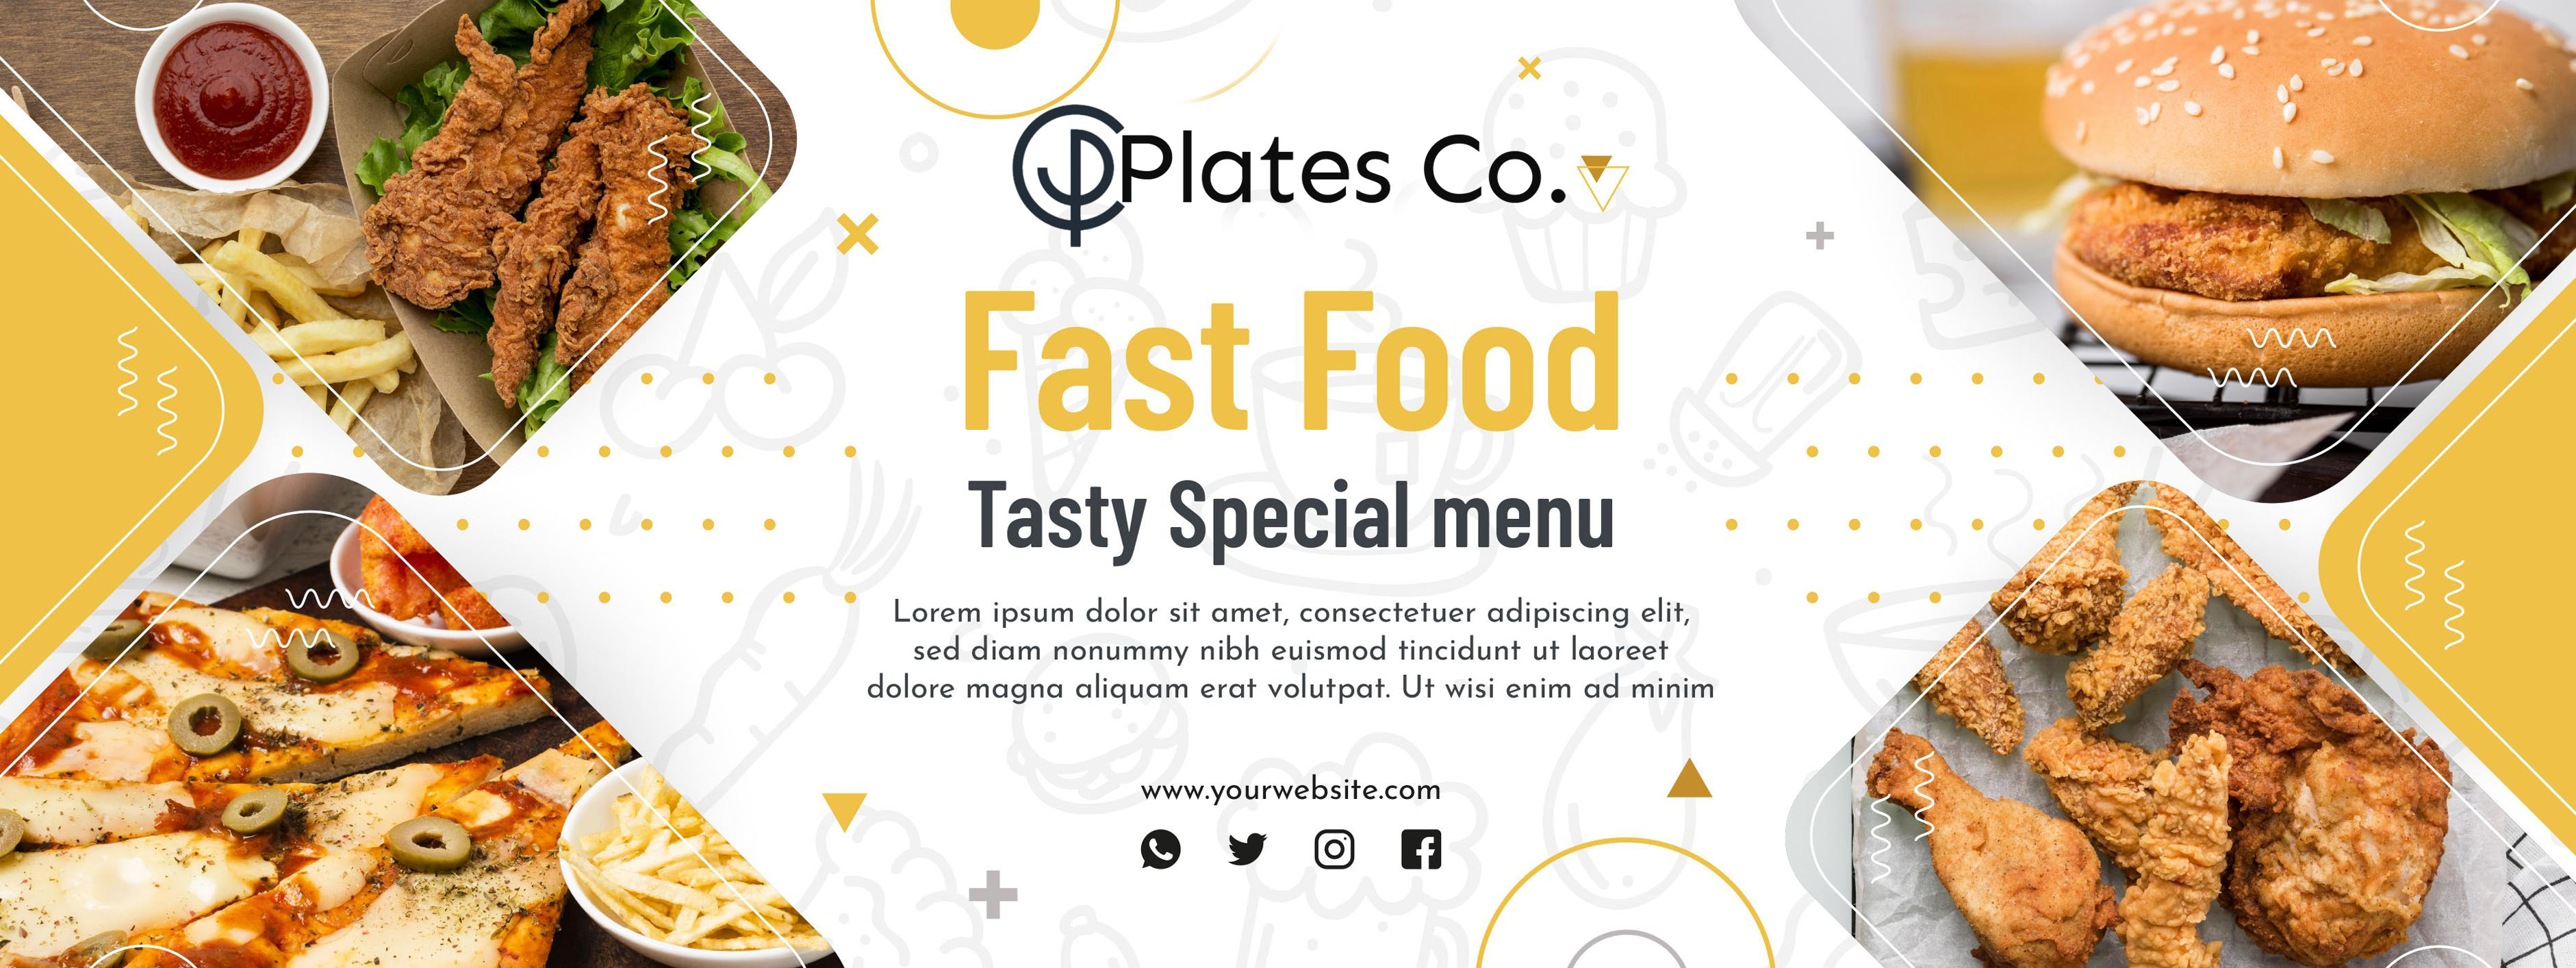 Plates Co.
Fast Food
Tasty Special menu
Lorem ipsum dolor sit amet, consectetuer adipiscing elit,
sed diam nonummy nibh euismod tincidunt ut laoreet
dolore magna aliquam erat volutpat. Ut wisi enim ad minim
www.yourwebsite.com